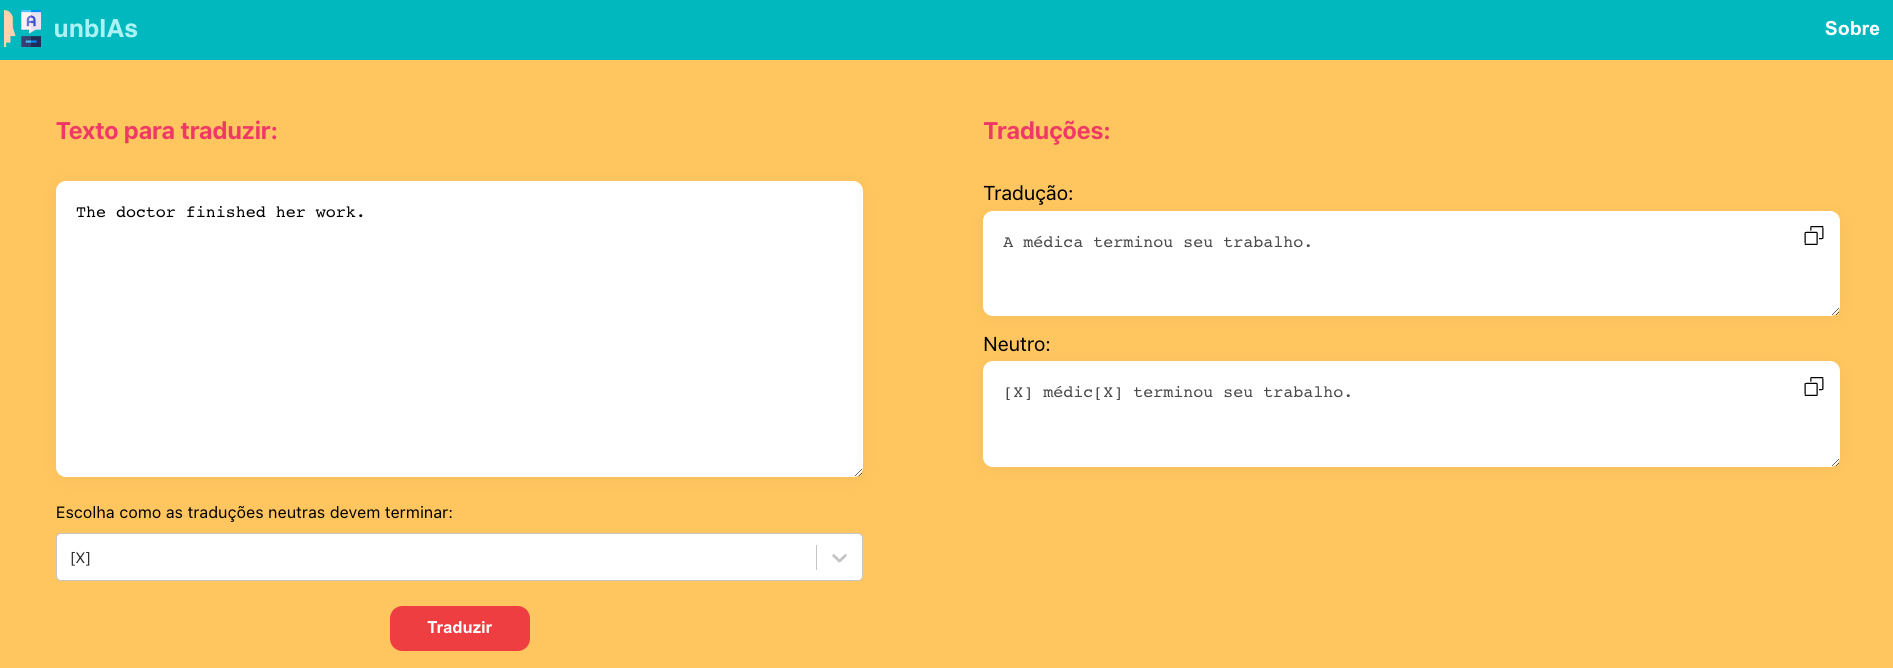 A
unbIAs
Sobre
Texto para traduzir:
The doctor finished her work.
Escolha como as traduções neutras devem terminar:
[X]
Traduzir
Traduções:
Tradução:
A médica terminou seu trabalho.
Neutro:
[X] médic[X] terminou seu trabalho.